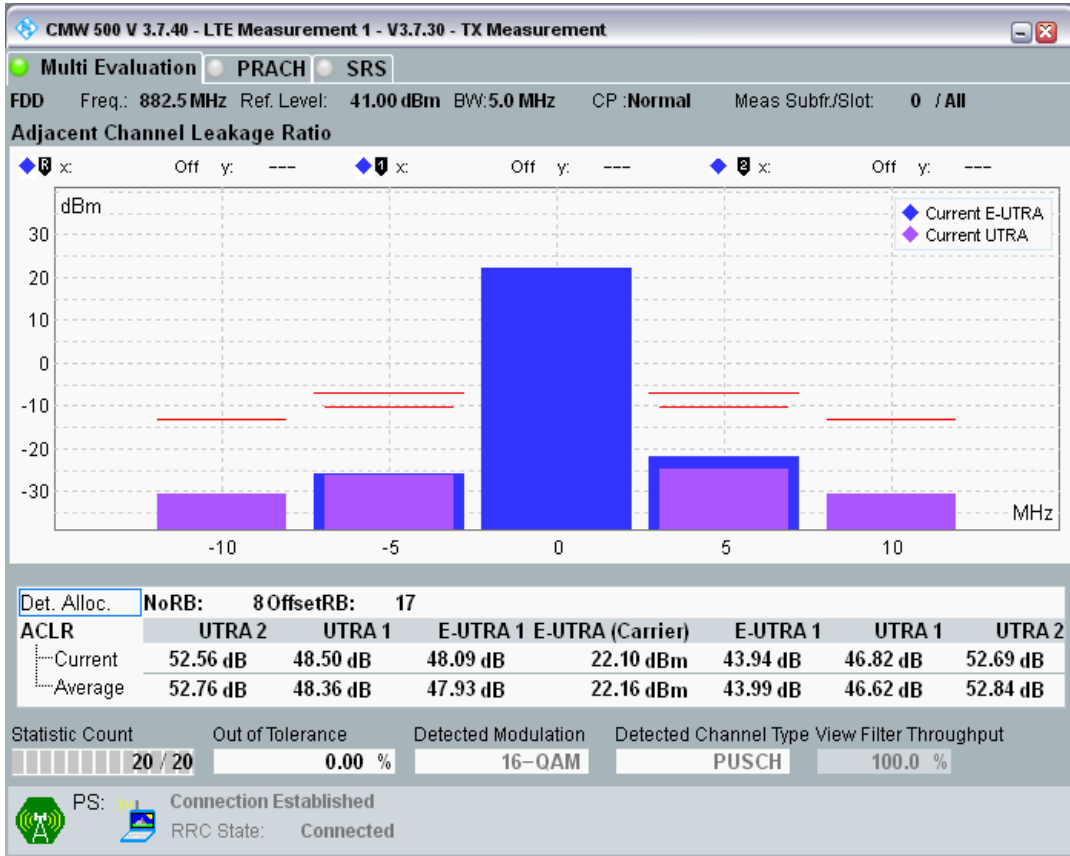 CMW 500 V 3.7.40 - LTE Measurement 1 - V3.7.30 - TX Measurement
Multi Evaluation PRACH SRS
FDD Freq.: 882.5 MHz Ref. Level: 41.00 dBm BW: 5.0 MHz CP :Normal Meas Subfr./Slot: 0 / All
Adjacent Channel Leakage Ratio
R x: Off y: --- 1 x: Off y: --- 2 x: Off y: ---
dBm
Current E-UTRA
Current UTRA
30
20
10
0
-10
-20
-30
MHz
-10 -5 0 5 10
Det. Alloc. NoRB: 8 OffsetRB: 17
ACLR UTRA 2 UTRA 1 E-UTRA 1 E-UTRA (Carrier) E-UTRA 1 UTRA 1 UTRA 2
Current 52.56 dB 48.50 dB 48.09 dB 22.10 dBm 43.94 dB 46.82 dB 52.69 dB
Average 52.76 dB 48.36 dB 47.93 dB 22.16 dBm 43.99 dB 46.62 dB 52.84 dB
Statistic Count Out of Tolerance Detected Modulation Detected Channel Type View Filter Throughput
20 / 20 0.00 % 16-QAM PUSCH 100.0 %
PS: Connection Established
RRC State: Connected